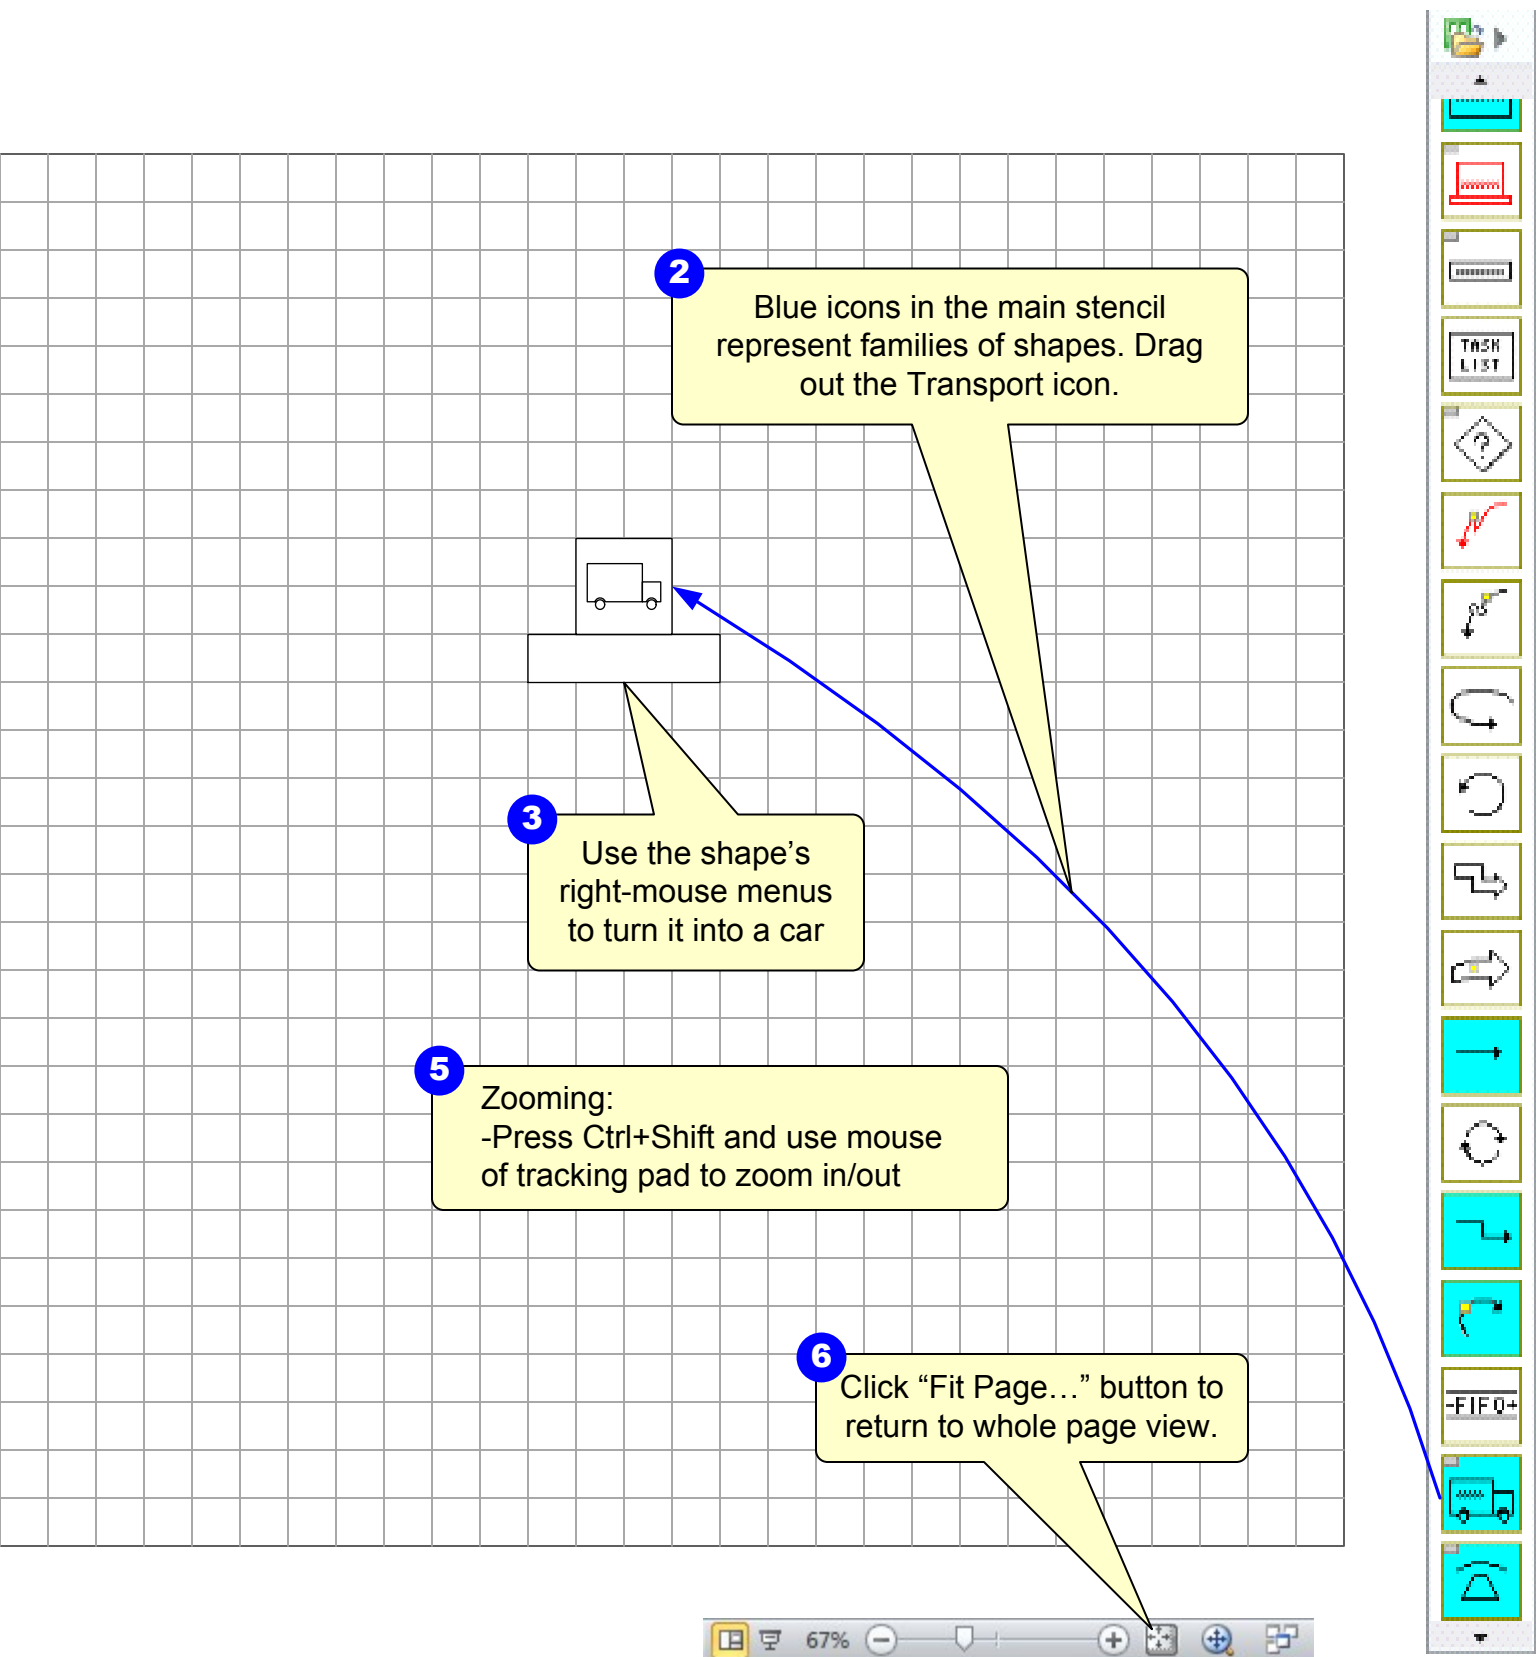 2
Blue icons in the main stencil
represent families of shapes. Drag
out the Transport icon.
TASK
LIST
?
3
Use the shape’s
right-mouse menus
to turn it into a car
5
Zooming:
-Press Ctrl+Shift and use mouse
of tracking pad to zoom in/out
6
Click “Fit Page…” button to
return to whole page view.
-FIFO→
67%